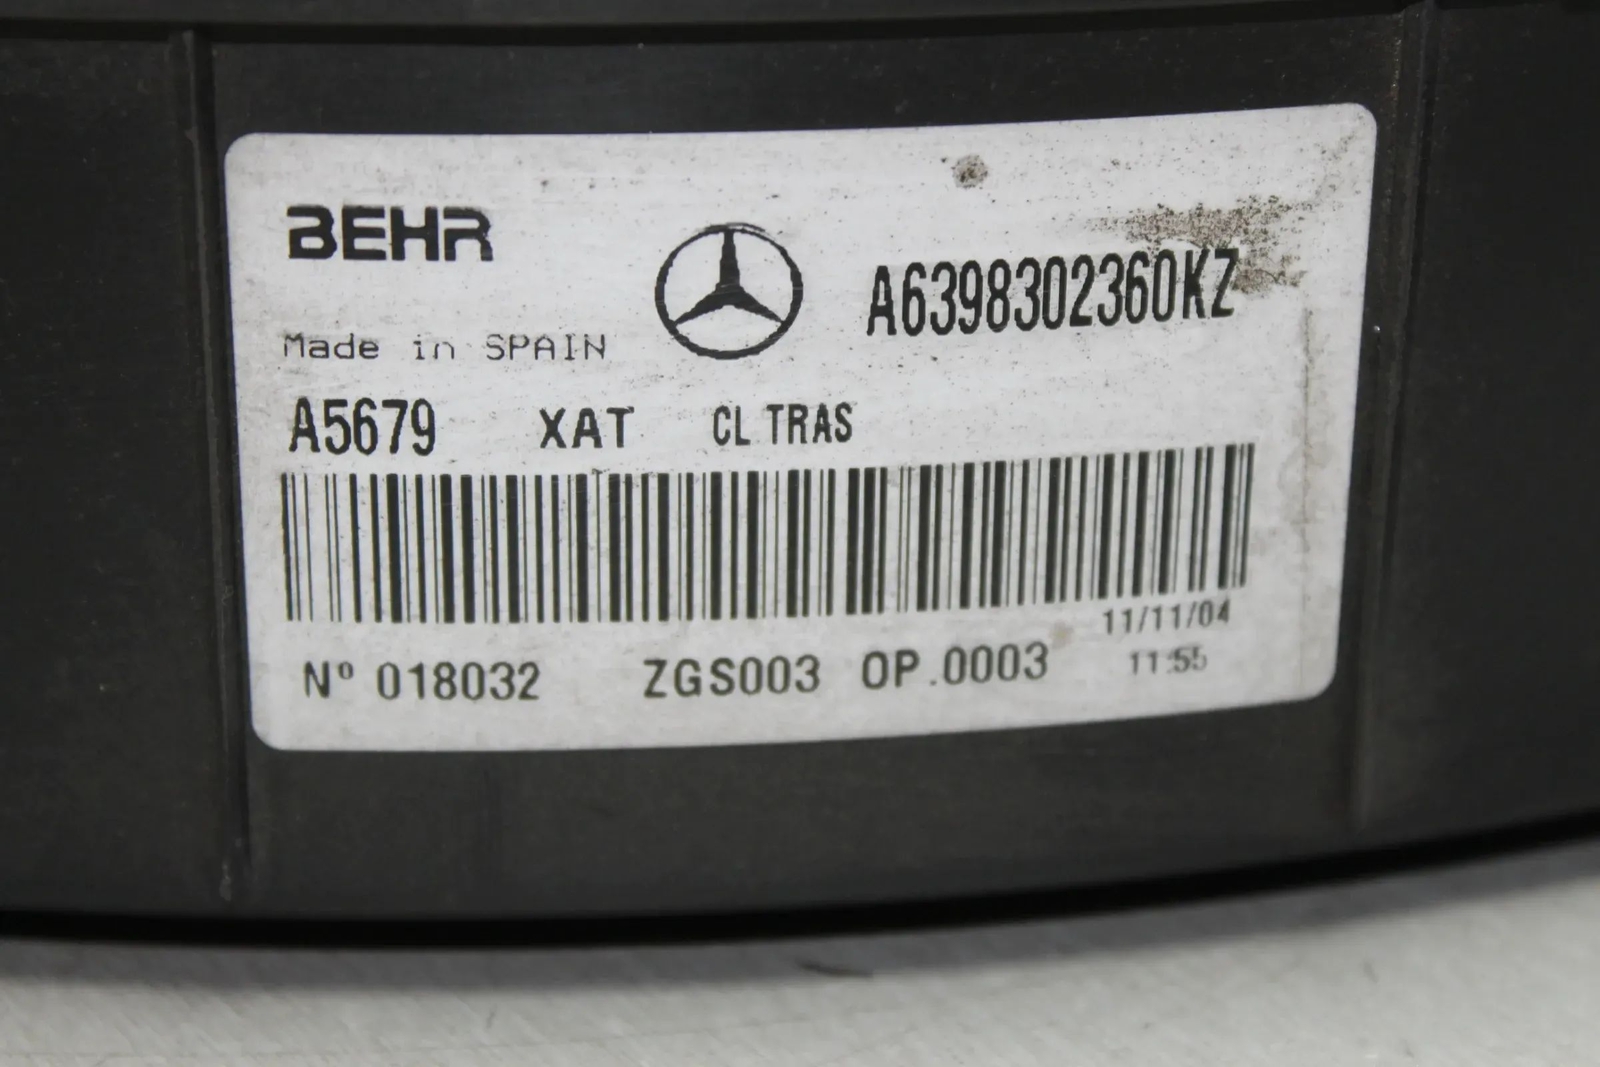 BEHR
A6398302360KZ
Made in SPAIN
A5679 XAT CL TRAS
11/11/04
Nº 018032 ZGS003 OP.0003 11:55